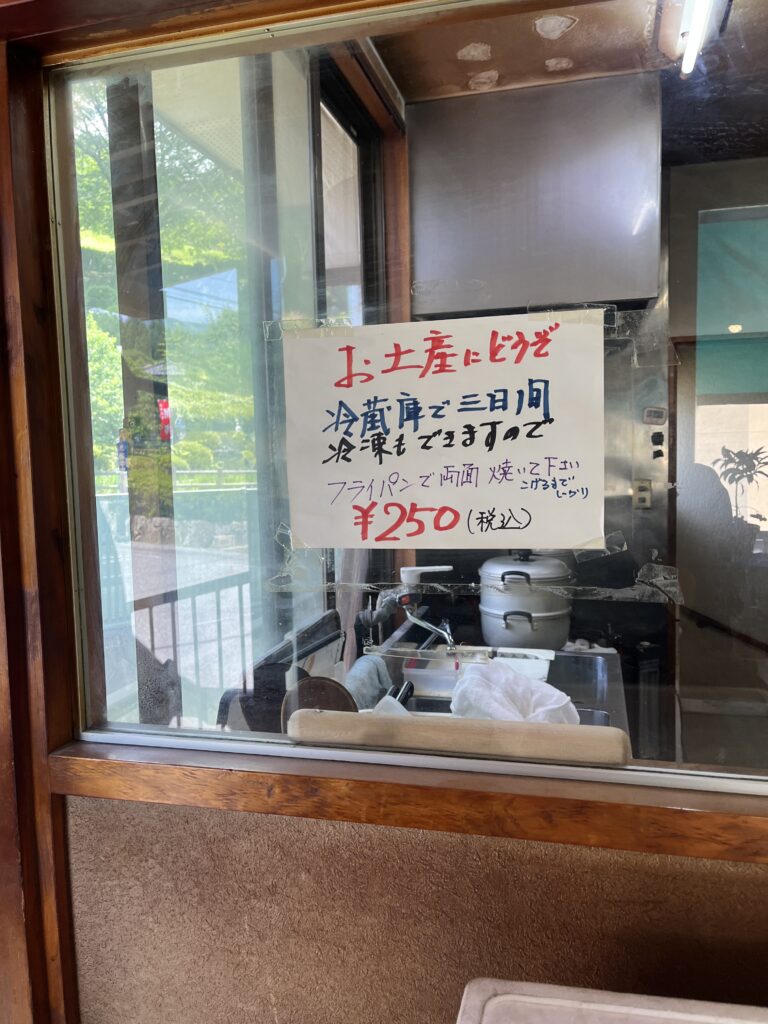 お土産にどうぞ
冷蔵庫で三日間
冷凍もできますので
フライパンで両面焼いて下さい
こげるまで
しっかり
¥250(税込)